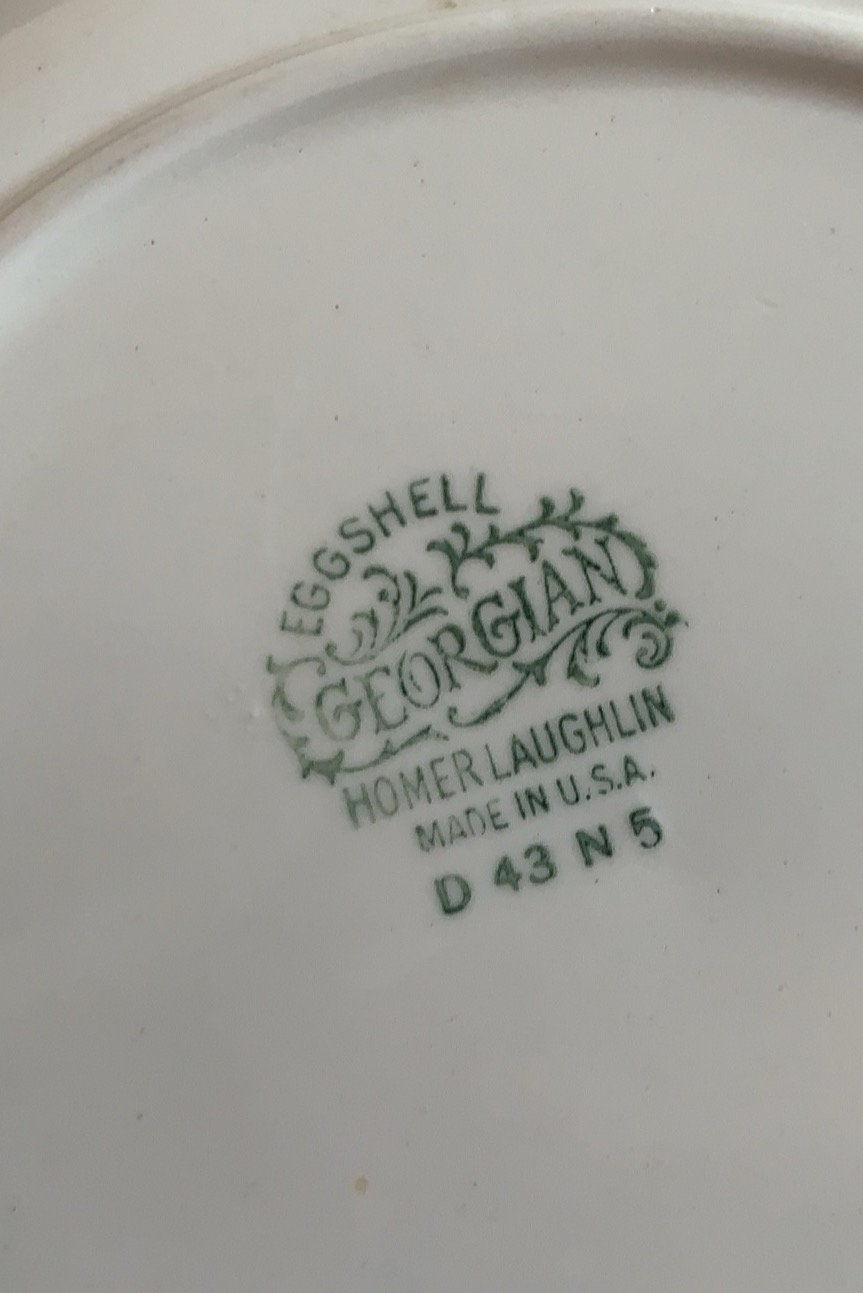 EGGSHELL
GEORGIAN
HOMER LAUGHLIN
MADE IN U.S.A.
D 43 N 5